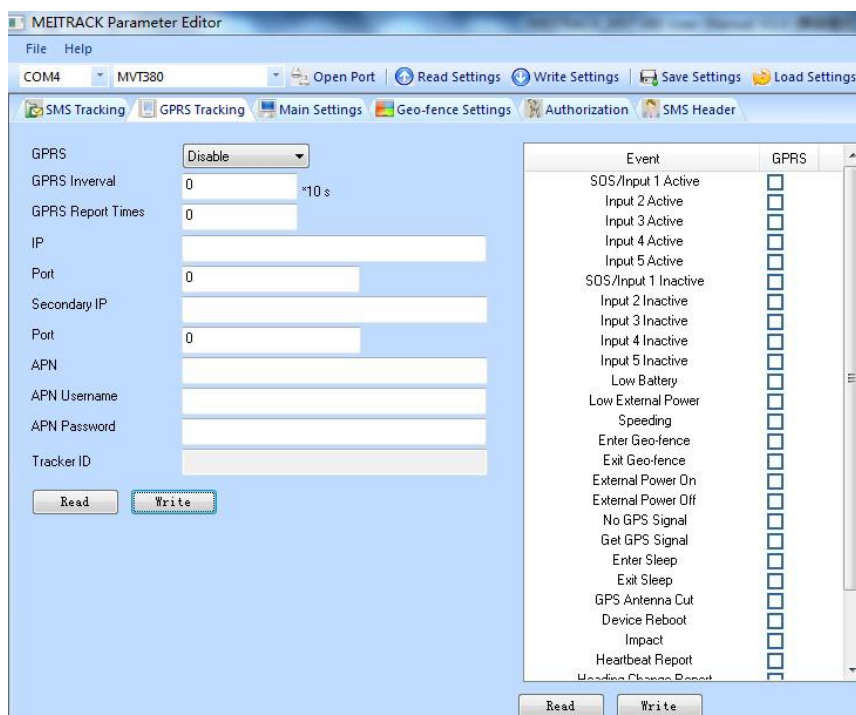 MEITRACK Parameter Editor
File Help
COM4 MVT380 Open Port Read Settings Write Settings Save Settings Load Settings
SMS Tracking GPRS Tracking Main Settings Geo-fence Settings Authorization SMS Header
GPRS Disable
GPRS Inverval 0 *10 s
GPRS Report Times 0
IP
Port 0
Secondary IP
Port 0
APN
APN Username
APN Password
Tracker ID
Read Write
Event GPRS
SOS/Input 1 Active
Input 2 Active
Input 3 Active
Input 4 Active
Input 5 Active
SOS/Input 1 Inactive
Input 2 Inactive
Input 3 Inactive
Input 4 Inactive
Input 5 Inactive
Low Battery
Low External Power
Speeding
Enter Geo-fence
Exit Geo-fence
External Power On
External Power Off
No GPS Signal
Get GPS Signal
Enter Sleep
Exit Sleep
GPS Antenna Cut
Device Reboot
Impact
Heartbeat Report
Heading Change Report
Read Write